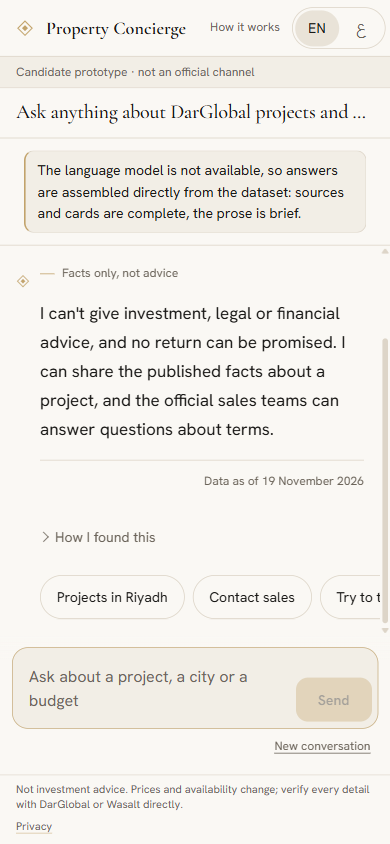 Property Concierge
How it works
EN
ع
Candidate prototype · not an official channel
Ask anything about DarGlobal projects and ...
The language model is not available, so answers
are assembled directly from the dataset: sources
and cards are complete, the prose is brief.
Facts only, not advice
I can't give investment, legal or financial
advice, and no return can be promised. I
can share the published facts about a
project, and the official sales teams can
answer questions about terms.
Data as of 19 November 2026
How I found this
Projects in Riyadh
Contact sales
Try to t
Ask about a project, a city or a
budget
Send
New conversation
Not investment advice. Prices and availability change; verify every detail
with DarGlobal or Wasalt directly.
Privacy